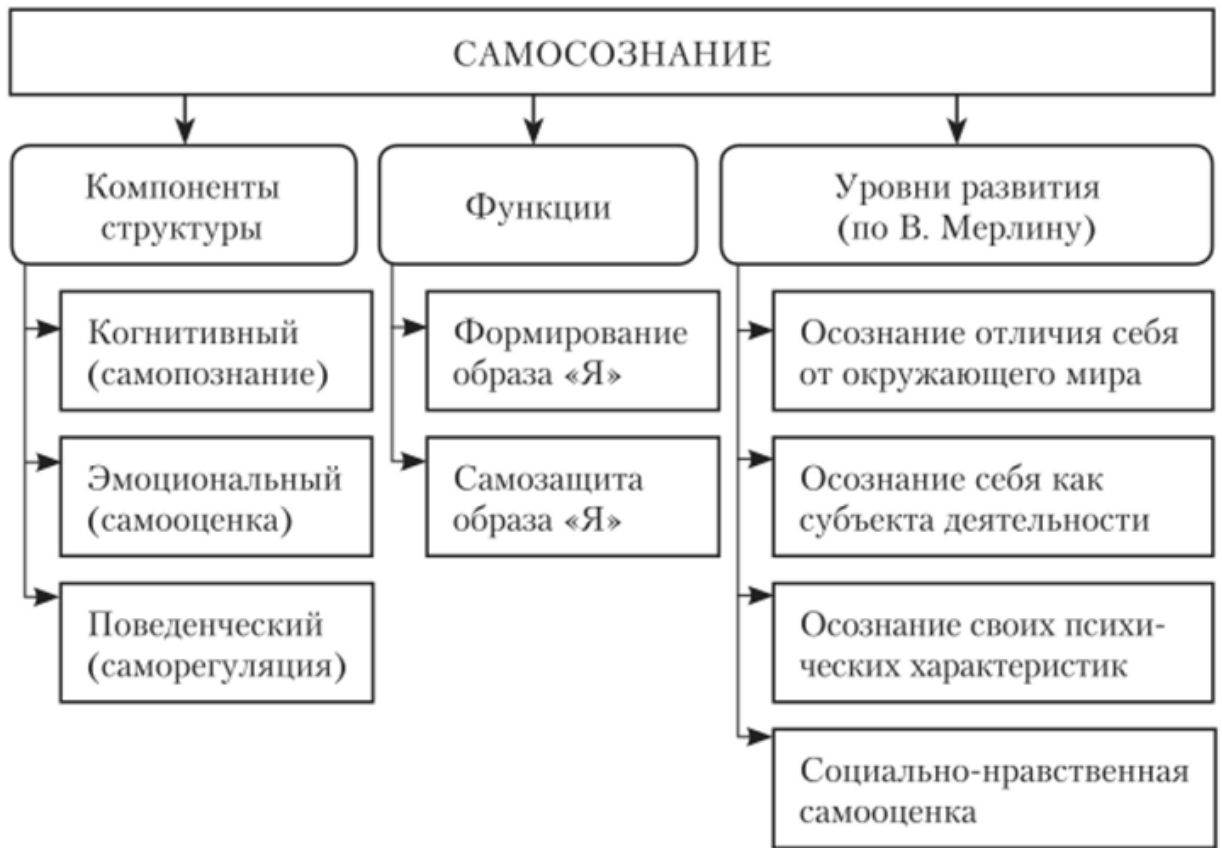 САМОСОЗНАНИЕ
Компоненты
структуры
Когнитивный
(самопознание)
Эмоциональный
(самооценка)
Поведенческий
(саморегуляция)
Функции
Формирование
образа «Я»
Самозащита
образа «Я»
Уровни развития
(по В. Мерлину)
Осознание отличия себя
от окружающего мира
Осознание себя как
субъекта деятельности
Осознание своих психи-
ческих характеристик
Социально-нравственная
самооценка